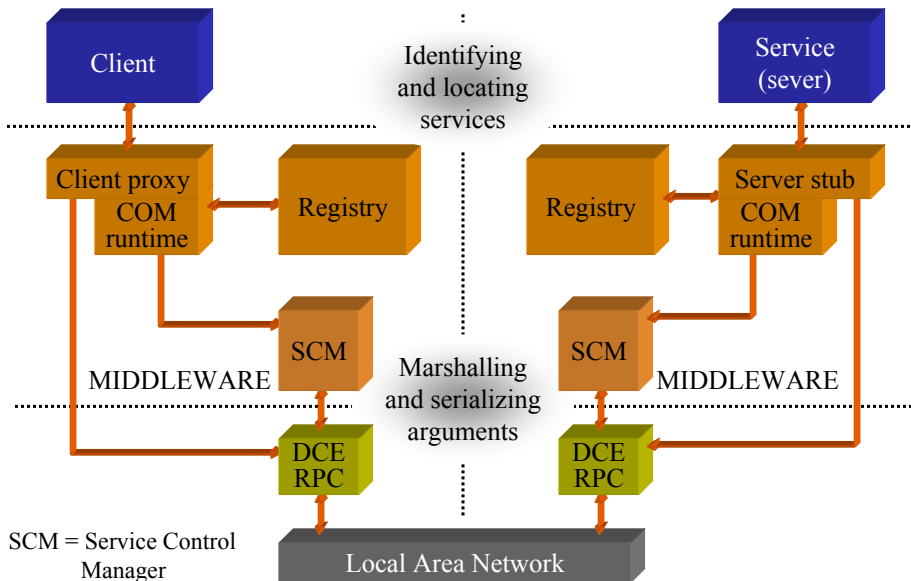 Client
Identifying
and locating
services
Service
(sever)
Client proxy
COM
runtime
Registry
Registry
Server stub
COM
runtime
SCM
SCM
MIDDLEWARE
Marshalling
and serializing
arguments
MIDDLEWARE
DCE
RPC
DCE
RPC
SCM = Service Control
Manager
Local Area Network